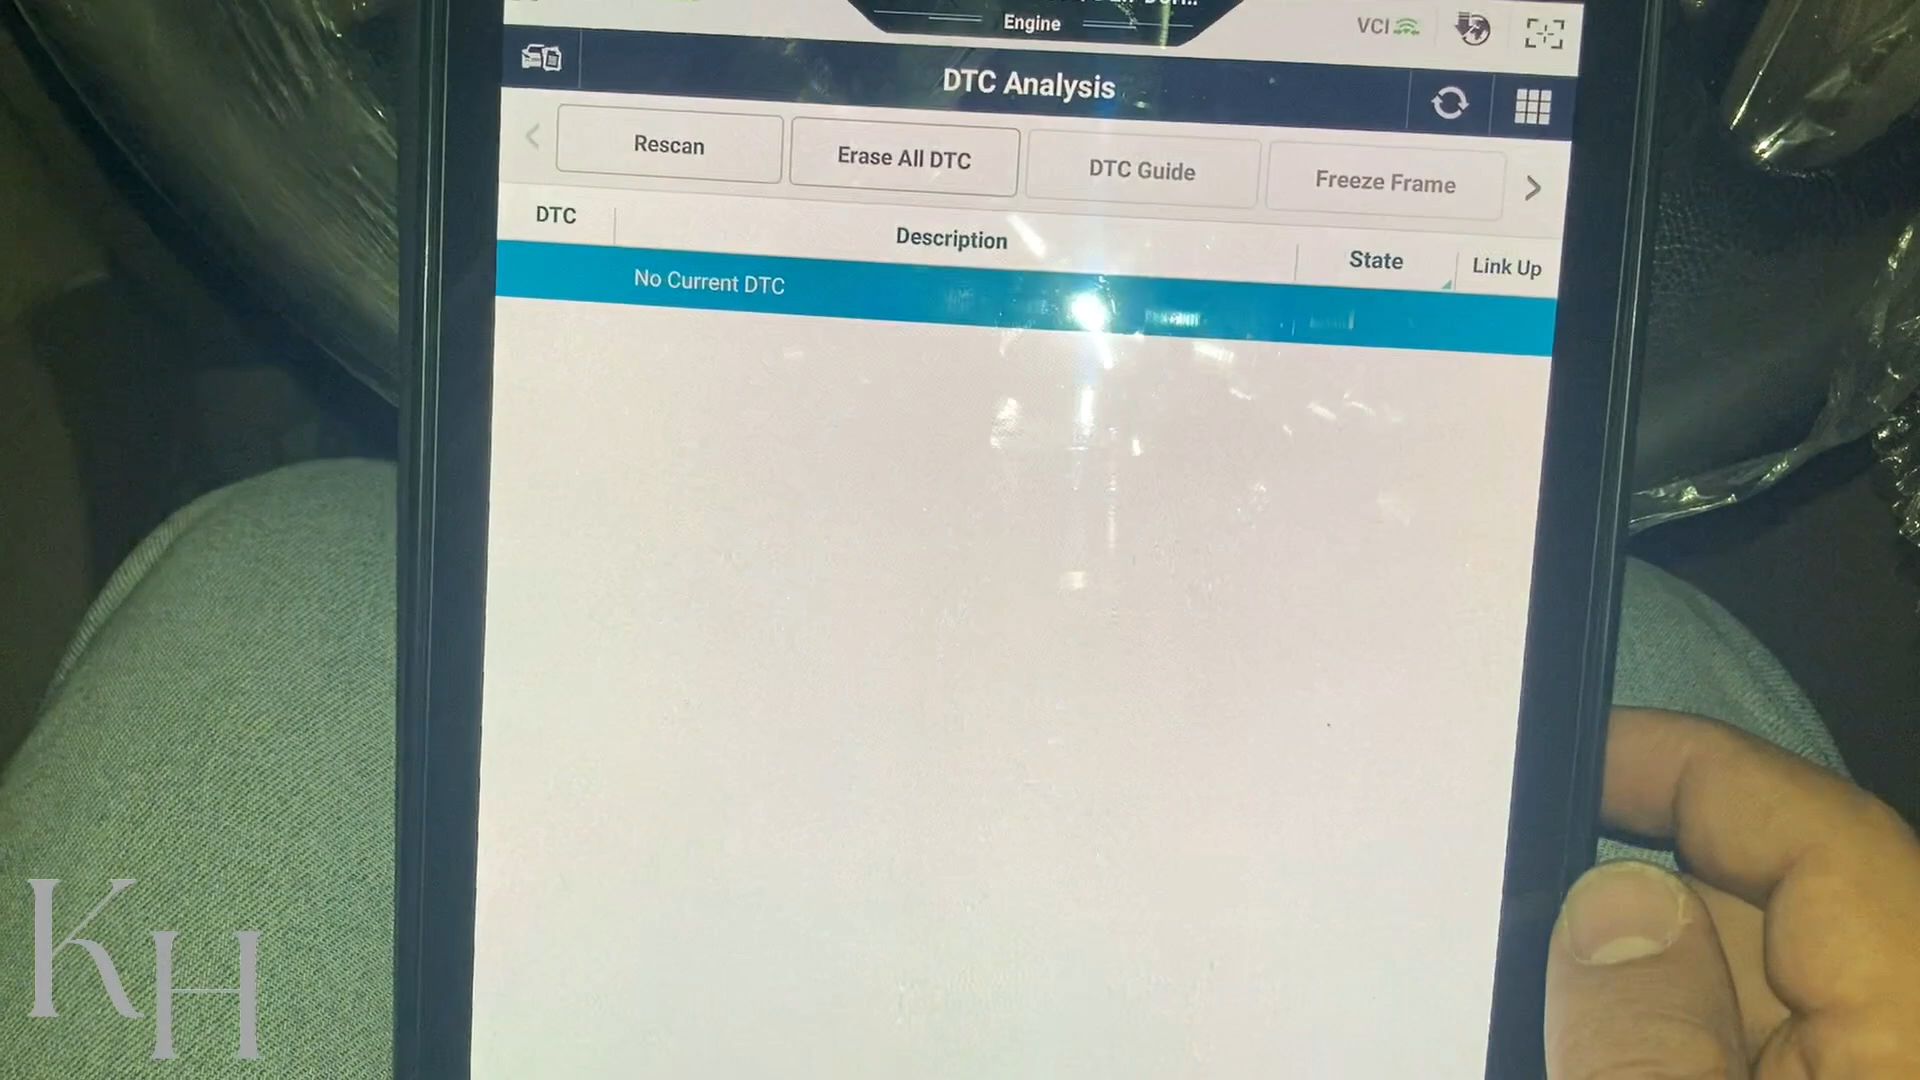 Engine
VCI
DTC Analysis
Rescan
Erase All DTC
DTC Guide
Freeze Frame
DTC
Description
State
Link Up
No Current DTC
KH